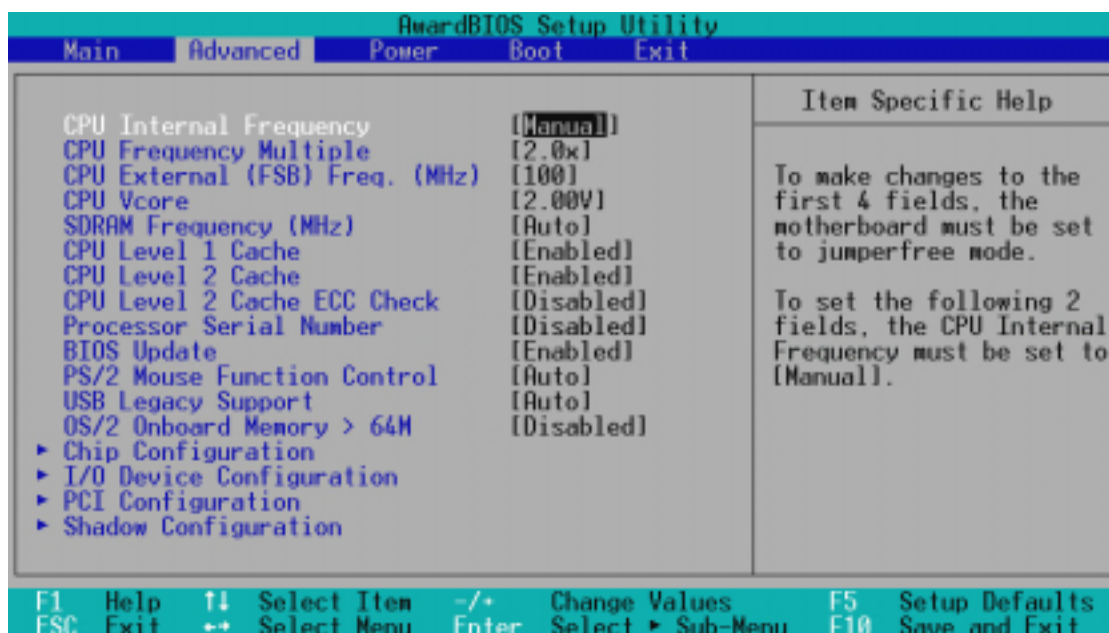 AwardBIOS Setup Utility
Main Advanced Power Boot Exit
CPU Internal Frequency [Manual]
CPU Frequency Multiple [2.0x]
CPU External (FSB) Freq. (MHz) [100]
CPU Vcore [2.00V]
SDRAM Frequency (MHz) [Auto]
CPU Level 1 Cache [Enabled]
CPU Level 2 Cache [Enabled]
CPU Level 2 Cache ECC Check [Disabled]
Processor Serial Number [Disabled]
BIOS Update [Enabled]
PS/2 Mouse Function Control [Auto]
USB Legacy Support [Auto]
OS/2 Onboard Memory > 64M [Disabled]
► Chip Configuration
► I/O Device Configuration
► PCI Configuration
► Shadow Configuration
Item Specific Help
To make changes to the
first 4 fields, the
motherboard must be set
to jumperfree mode.
To set the following 2
fields, the CPU Internal
Frequency must be set to
[Manual].
F1 Help ↑↓ Select Item -/+ Change Values F5 Setup Defaults
ESC Exit ←→ Select Menu Enter Select ► Sub-Menu F10 Save and Exit